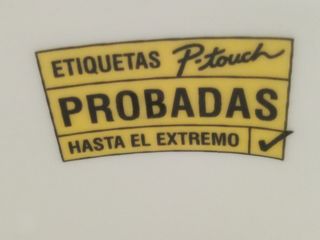 ETIQUETAS P-touch
PROBADAS
HASTA EL EXTREMO